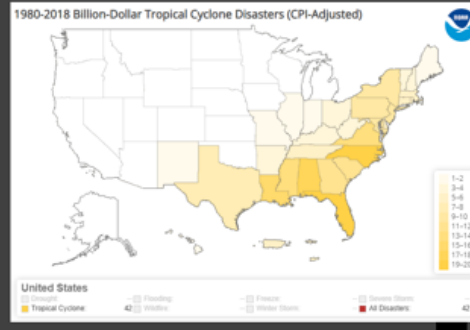 1980-2018 Billion-Dollar Tropical Cyclone Disasters (CPI-Adjusted)
NOAA
1-2
3-4
5-6
7-8
9-10
11-12
13-14
15-16
17-18
19-20
United States
Drought
Flooding
Freeze
Severe Storm
Tropical Cyclone 42
Wildfire
Winter Storm
All Disasters 42